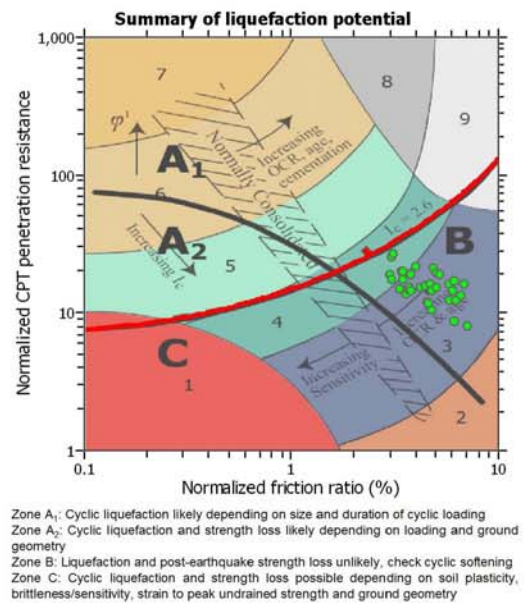 Summary of liquefaction potential
1,000
100
10
1
0.1
1
10
Normalized CPT penetration resistance
Normalized friction ratio (%)
7
8
9
φ'
Increasing
OCR, age,
cementation
A1
Normally Consolidated
6
Ic = 2.6
A2
B
Increasing Ic
5
4
Increasing
OCR & age
3
C
Increasing
Sensitivity
1
2
Zone A1: Cyclic liquefaction likely depending on size and duration of cyclic loading
Zone A2: Cyclic liquefaction and strength loss likely depending on loading and ground
geometry
Zone B: Liquefaction and post-earthquake strength loss unlikely, check cyclic softening
Zone C: Cyclic liquefaction and strength loss possible depending on soil plasticity,
brittleness/sensitivity, strain to peak undrained strength and ground geometry